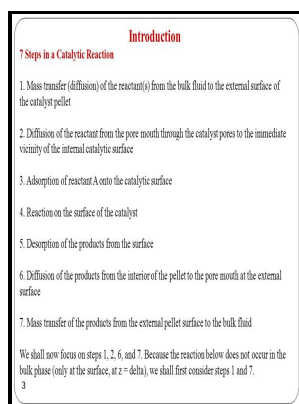 Introduction
7 Steps in a Catalytic Reaction
1. Mass transfer (diffusion) of the reactant(s) from the bulk fluid to the external surface of
the catalyst pellet
2. Diffusion of the reactant from the pore mouth through the catalyst pores to the immediate
vicinity of the internal catalytic surface
3. Adsorption of reactant A onto the catalytic surface
4. Reaction on the surface of the catalyst
5. Desorption of the products from the surface
6. Diffusion of the products from the interior of the pellet to the pore mouth at the external
surface
7. Mass transfer of the products from the external pellet surface to the bulk fluid
We shall now focus on steps 1, 2, 6, and 7. Because the reaction below does not occur in the
bulk phase (only at the surface, at z = delta), we shall first consider steps 1 and 7.
3